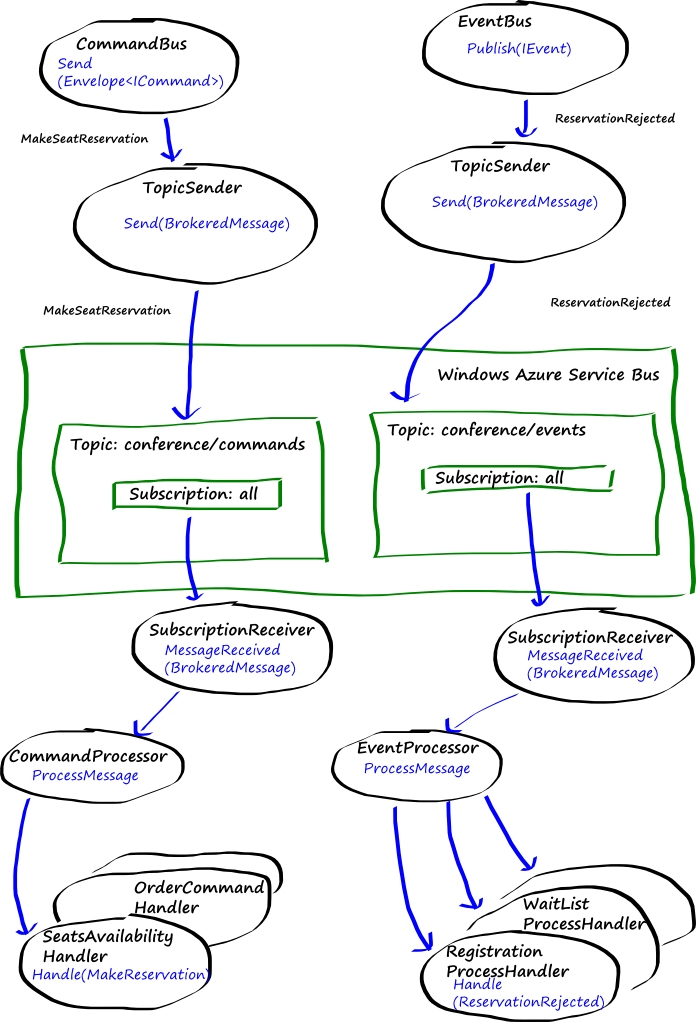 CommandBus
Send
(Envelope<ICommand>)
EventBus
Publish(IEvent)
MakeSeatReservation
ReservationRejected
TopicSender
Send(BrokeredMessage)
TopicSender
Send(BrokeredMessage)
MakeSeatReservation
ReservationRejected
Windows Azure Service Bus
Topic: conference/commands
Subscription: all
Topic: conference/events
Subscription: all
SubscriptionReceiver
MessageReceived
(BrokeredMessage)
SubscriptionReceiver
MessageReceived
(BrokeredMessage)
CommandProcessor
ProcessMessage
EventProcessor
ProcessMessage
OrderCommand
Handler
SeatsAvailability
Handler
Handle(MakeReservation)
WaitList
ProcessHandler
Registration
ProcessHandler
Handle
(ReservationRejected)